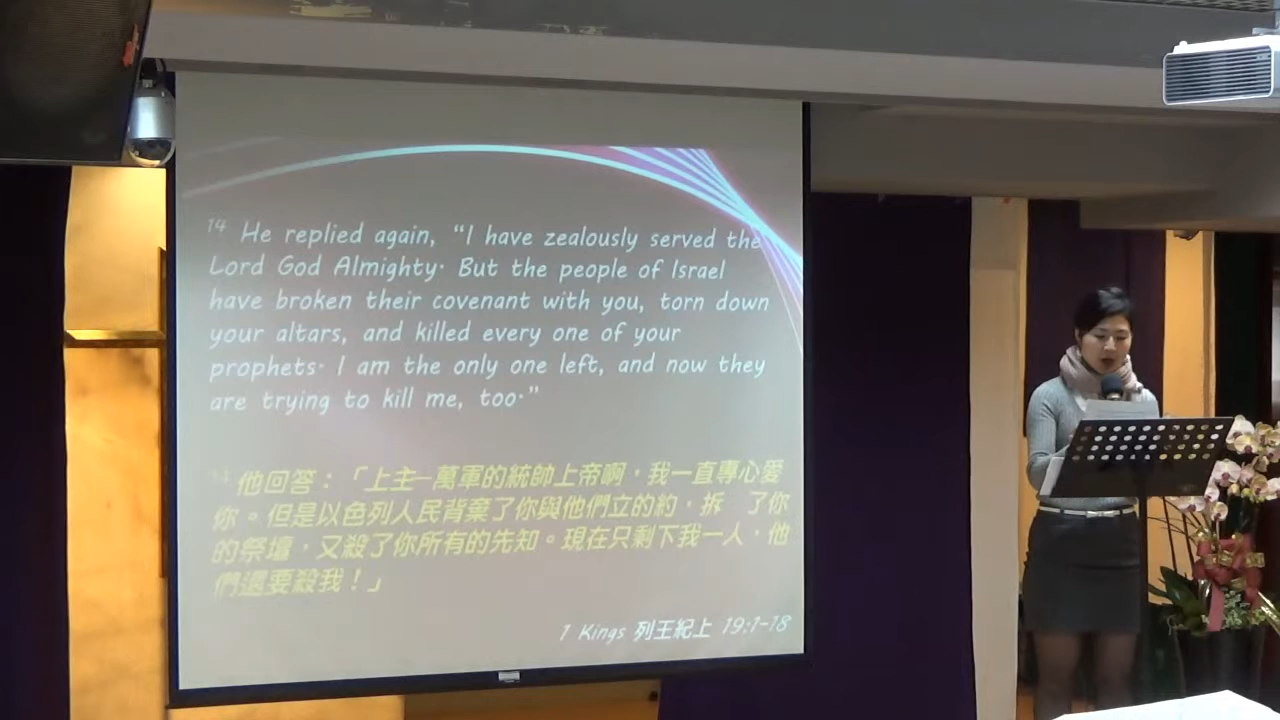 14 He replied again, “I have zealously served the
Lord God Almighty. But the people of Israel
have broken their covenant with you, torn down
your altars, and killed every one of your
prophets. I am the only one left, and now they
are trying to kill me, too.”
14 他回答：「上主—萬軍的統帥上帝啊，我一直專心愛
你。但是以色列人民背棄了你與他們立的約，拆 了你
的祭壇，又殺了你所有的先知。現在只剩下我一人，他
們還要殺我！」
1 Kings 列王紀上 19:1-18